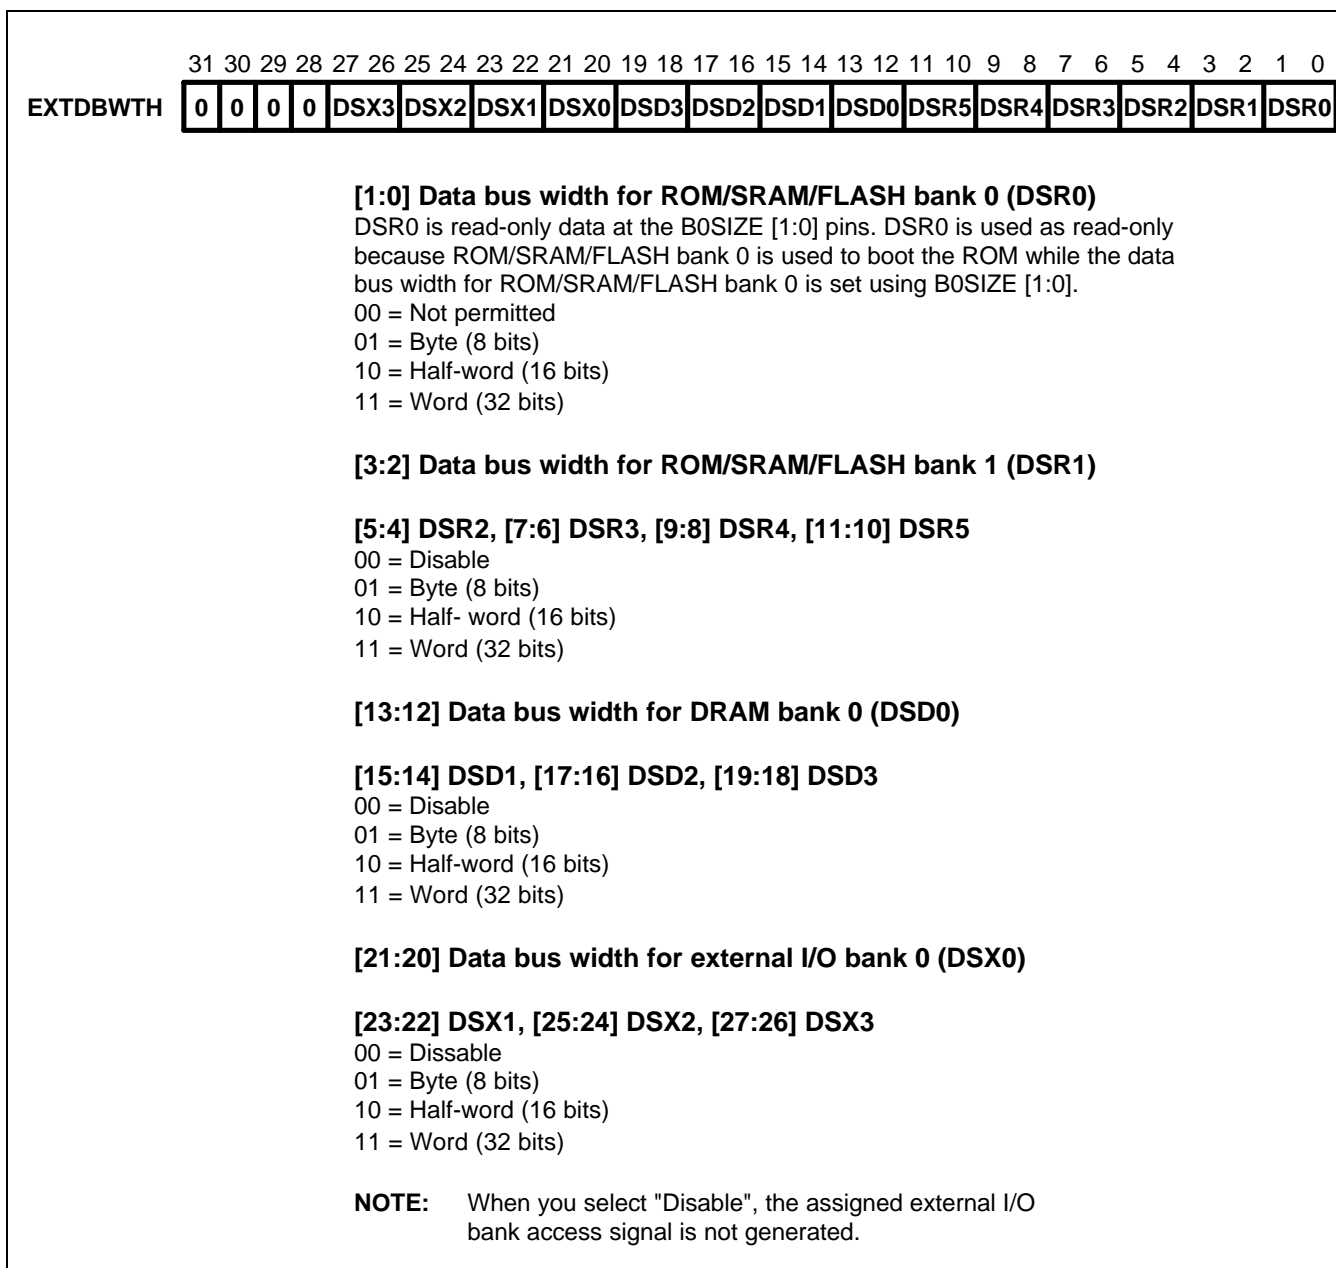 31 30 29 28 27 26 25 24 23 22 21 20 19 18 17 16 15 14 13 12 11 10 9 8 7 6 5 4 3 2 1 0
EXTDBWTH 0 0 0 0 DSX3 DSX2 DSX1 DSX0 DSD3 DSD2 DSD1 DSD0 DSR5 DSR4 DSR3 DSR2 DSR1 DSR0
[1:0] Data bus width for ROM/SRAM/FLASH bank 0 (DSR0)
DSR0 is read-only data at the B0SIZE [1:0] pins. DSR0 is used as read-only
because ROM/SRAM/FLASH bank 0 is used to boot the ROM while the data
bus width for ROM/SRAM/FLASH bank 0 is set using B0SIZE [1:0].
00 = Not permitted
01 = Byte (8 bits)
10 = Half-word (16 bits)
11 = Word (32 bits)
[3:2] Data bus width for ROM/SRAM/FLASH bank 1 (DSR1)
[5:4] DSR2, [7:6] DSR3, [9:8] DSR4, [11:10] DSR5
00 = Disable
01 = Byte (8 bits)
10 = Half- word (16 bits)
11 = Word (32 bits)
[13:12] Data bus width for DRAM bank 0 (DSD0)
[15:14] DSD1, [17:16] DSD2, [19:18] DSD3
00 = Disable
01 = Byte (8 bits)
10 = Half-word (16 bits)
11 = Word (32 bits)
[21:20] Data bus width for external I/O bank 0 (DSX0)
[23:22] DSX1, [25:24] DSX2, [27:26] DSX3
00 = Dissable
01 = Byte (8 bits)
10 = Half-word (16 bits)
11 = Word (32 bits)
NOTE: When you select "Disable", the assigned external I/O
bank access signal is not generated.